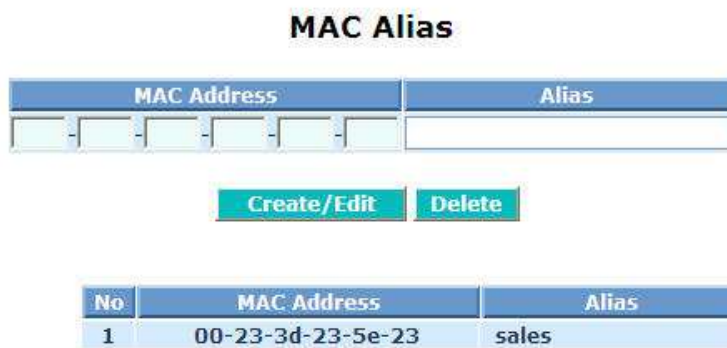 MAC Alias
MAC Address Alias
- - - - -
Create/Edit Delete
No MAC Address Alias
1 00-23-3d-23-5e-23 sales